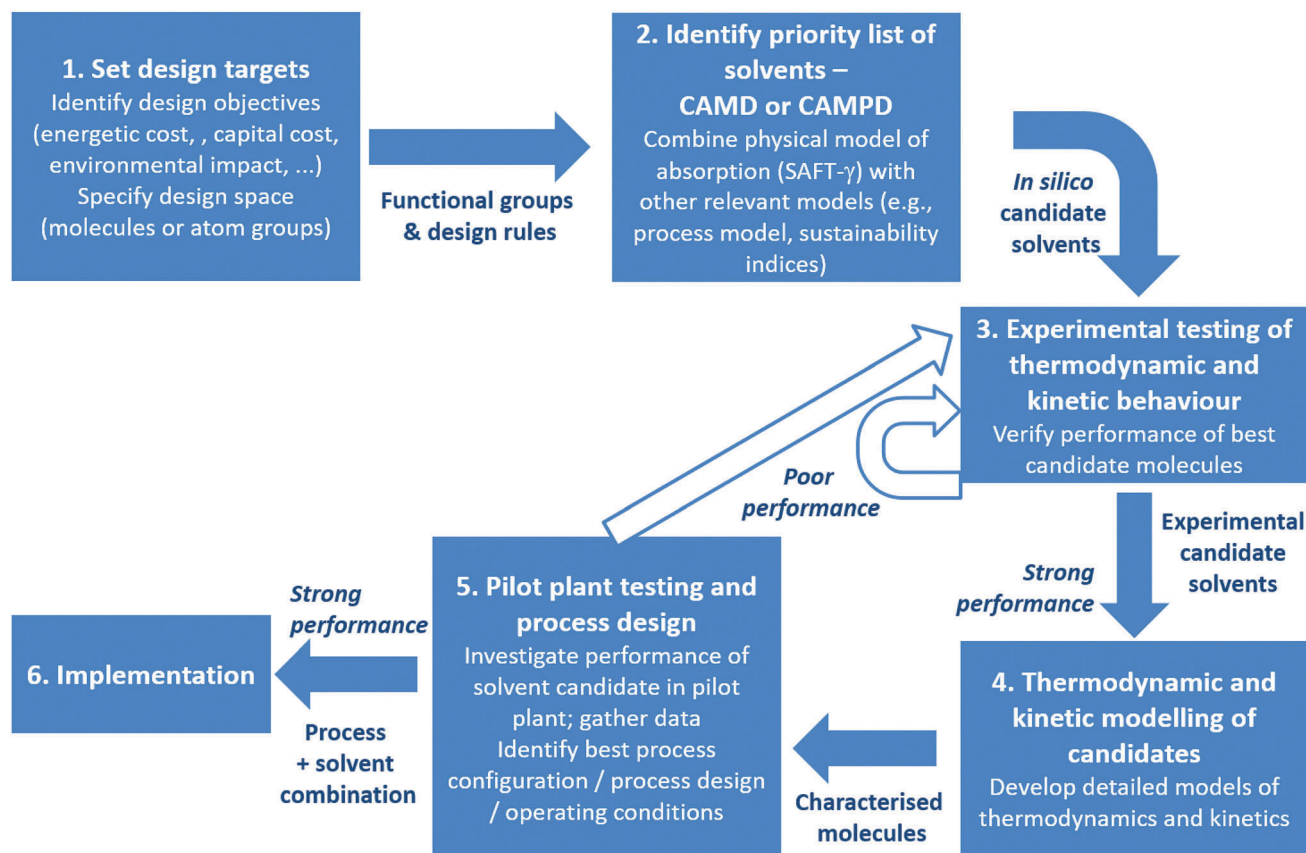 1. Set design targets
Identify design objectives
(energetic cost, , capital cost,
environmental impact, ...)
Specify design space
(molecules or atom groups)
Functional groups
& design rules
2. Identify priority list of
solvents –
CAMD or CAMPD
Combine physical model of
absorption (SAFT-γ) with
other relevant models (e.g.,
process model, sustainability
indices)
In silico
candidate
solvents
3. Experimental testing of
thermodynamic and
kinetic behaviour
Verify performance of best
candidate molecules
Poor
performance
Experimental
candidate
solvents
Strong
performance
4. Thermodynamic and
kinetic modelling of
candidates
Develop detailed models of
thermodynamics and kinetics
Characterised
molecules
5. Pilot plant testing and
process design
Investigate performance of
solvent candidate in pilot
plant; gather data
Identify best process
configuration / process design
/ operating conditions
Strong
performance
Process
+ solvent
combination
6. Implementation